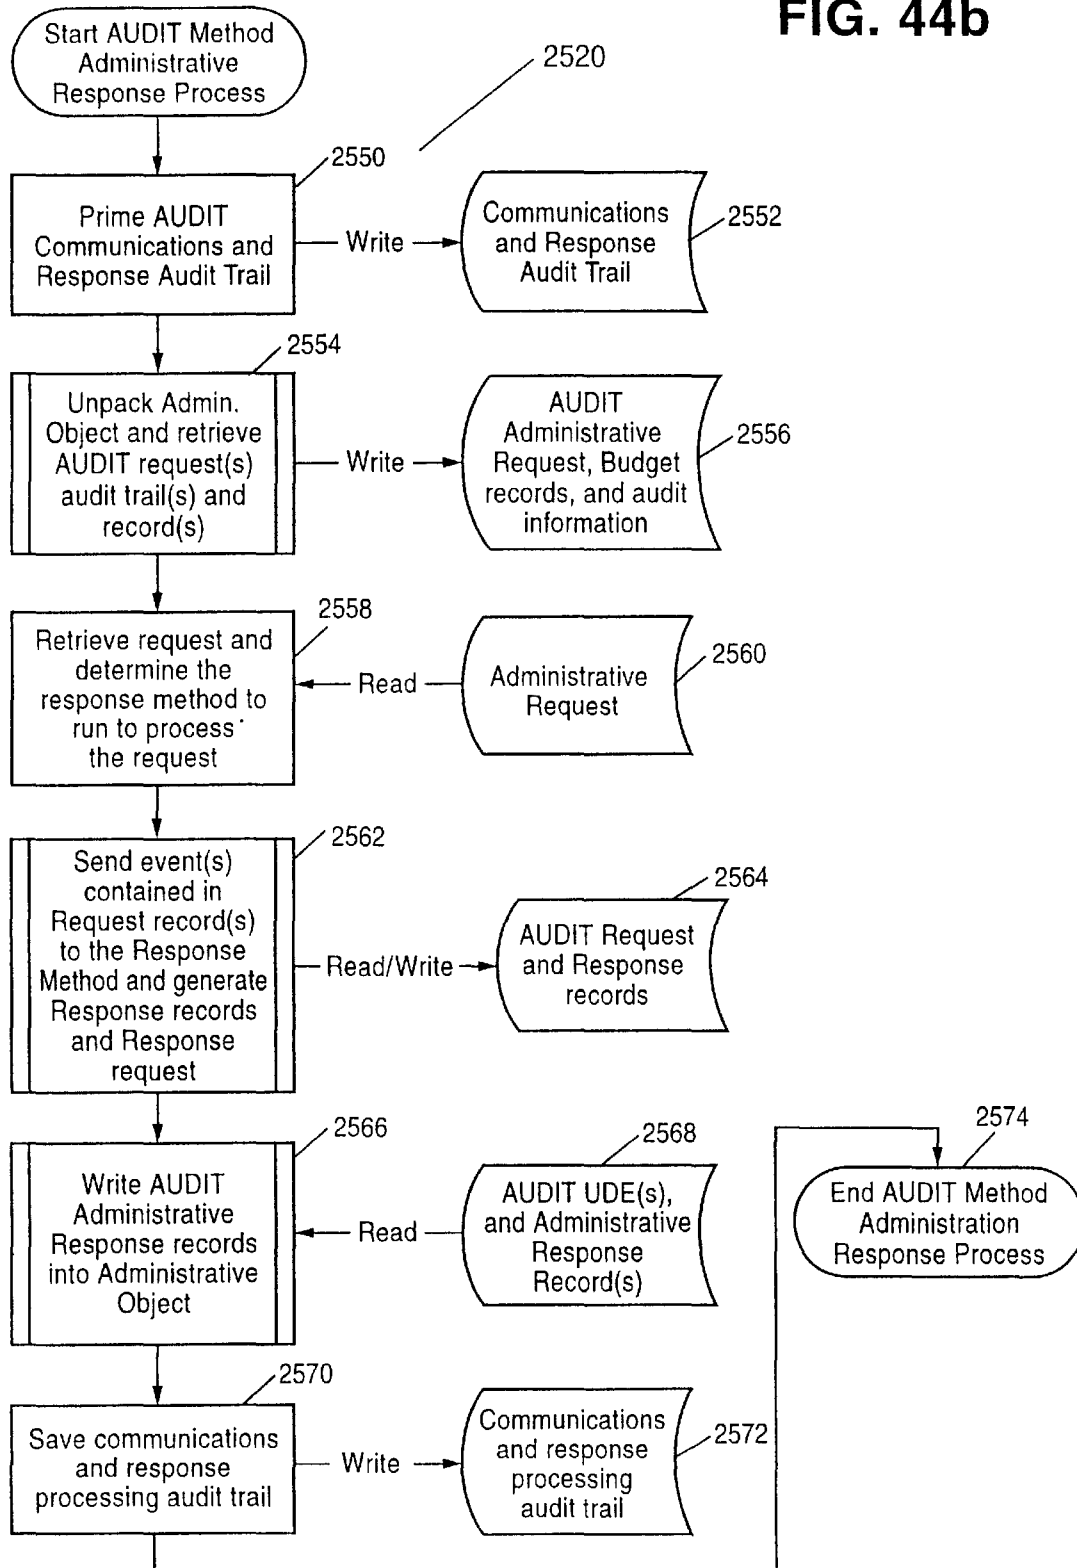 FIG. 44b
Start AUDIT Method
Administrative
Response Process
2520
2550
Prime AUDIT
Communications and
Response Audit Trail
Write
Communications
and Response
Audit Trail
2552
2554
Unpack Admin.
Object and retrieve
AUDIT request(s)
audit trail(s) and
record(s)
Write
AUDIT
Administrative
Request, Budget
records, and audit
information
2556
2558
Retrieve request and
determine the
response method to
run to process
the request
Read
Administrative
Request
2560
2562
Send event(s)
contained in
Request record(s)
to the Response
Method and generate
Response records
and Response
request
Read/Write
2564
AUDIT Request
and Response
records
2566
Write AUDIT
Administrative
Response records
into Administrative
Object
Read
2568
AUDIT UDE(s),
and Administrative
Response
Record(s)
2570
Save communications
and response
processing audit trail
Write
Communications
and response
processing
audit trail
2572
2574
End AUDIT Method
Administration
Response Process